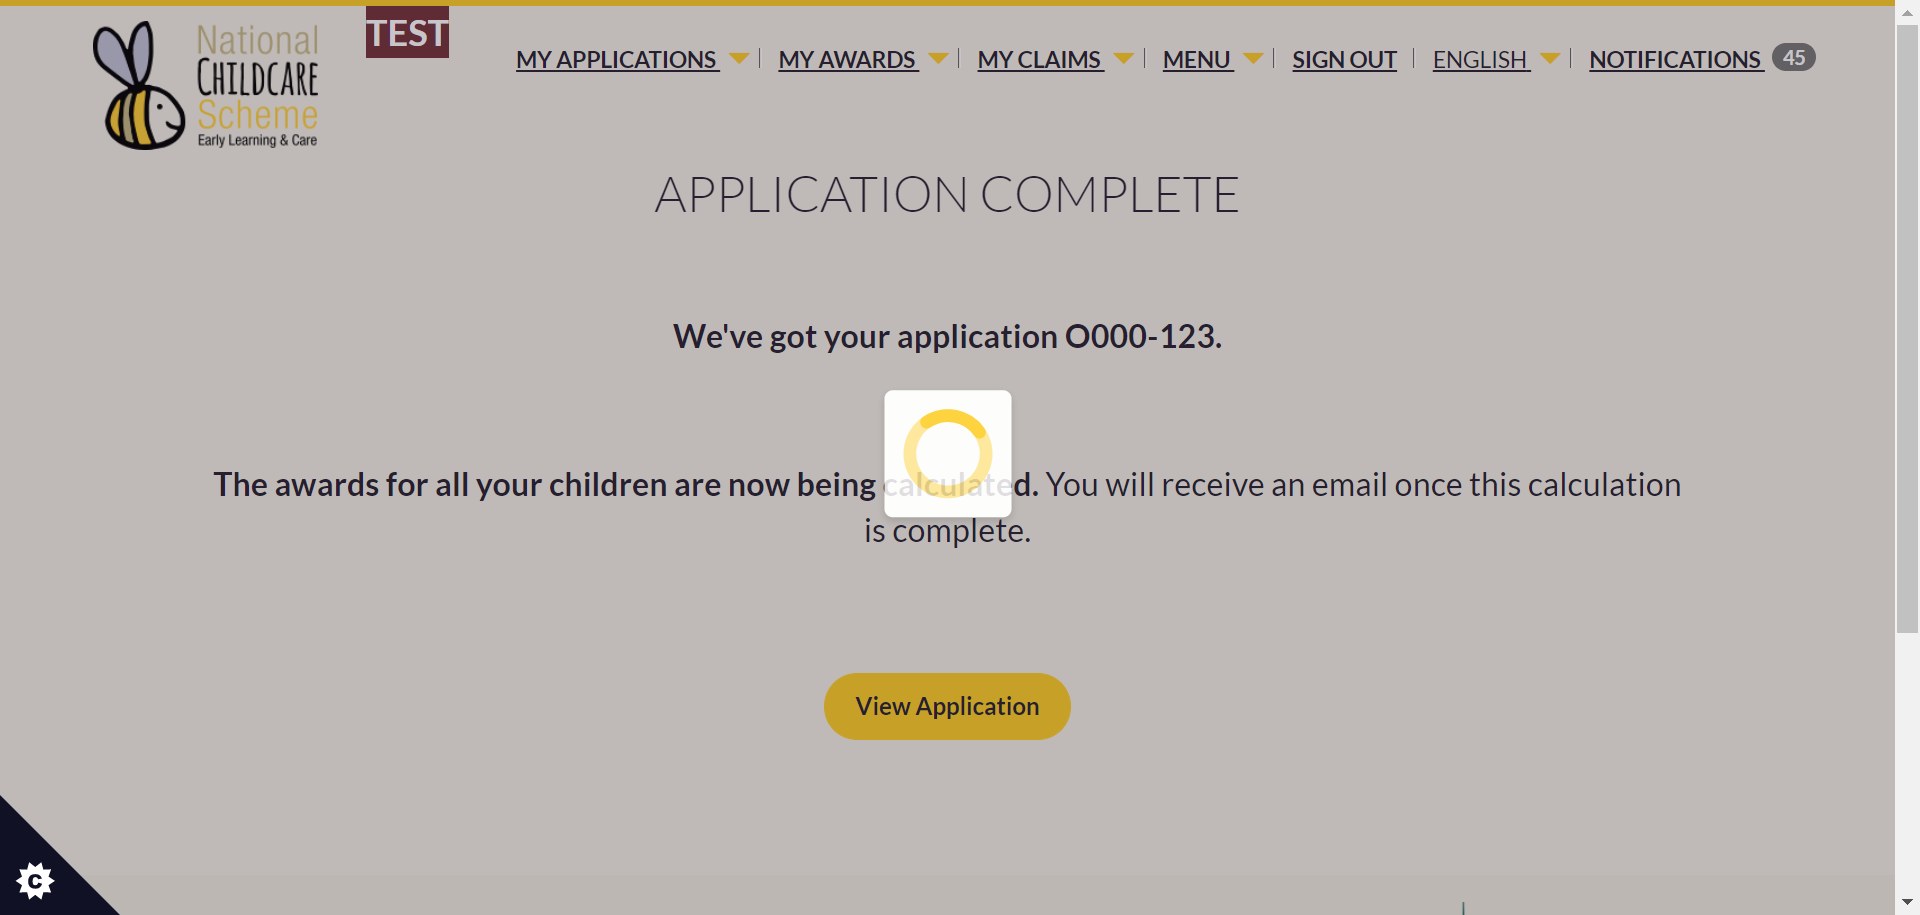 National
CHILDCARE
Scheme
Early Learning & Care
TEST
MY APPLICATIONS
MY AWARDS
MY CLAIMS
MENU
SIGN OUT
ENGLISH
NOTIFICATIONS 45
APPLICATION COMPLETE
We've got your application O000-123.
The awards for all your children are now being calculated. You will receive an email once this calculation
is complete.
View Application
C